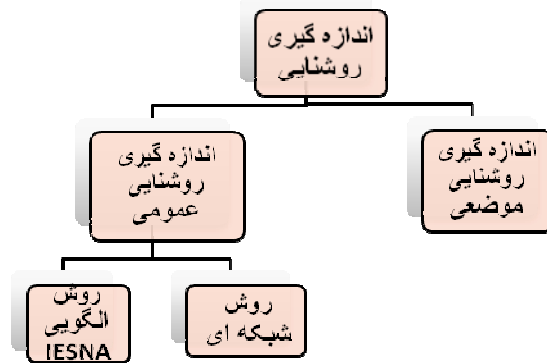 اندازه گیری
روشنایی
اندازه گیری
روشنایی
موضعی
اندازه گیری
روشنایی
عمومی
روش
شبکه ای
روش
الگویی
IESNA